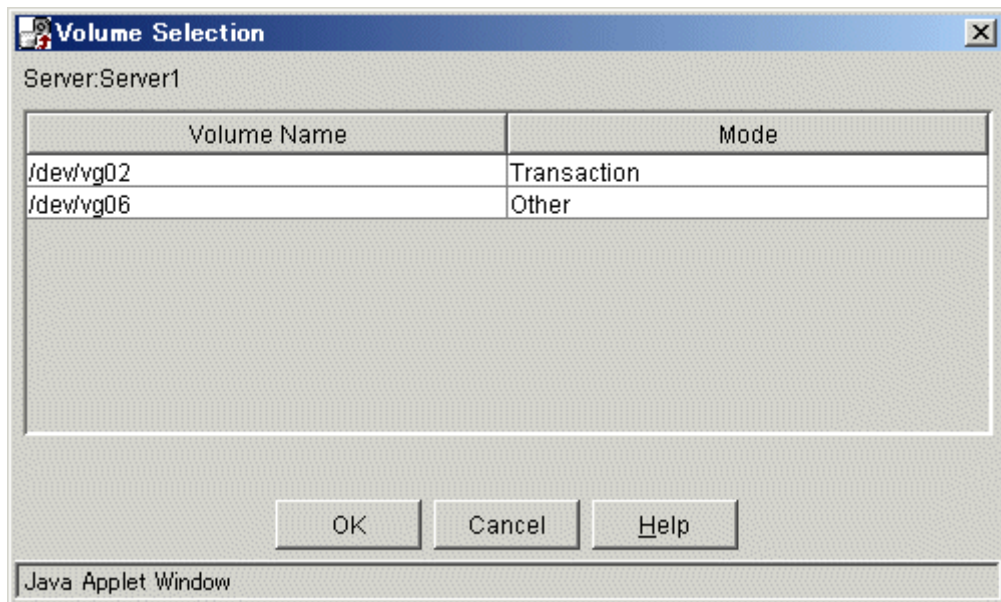 Volume Selection
Server:Server1
Volume Name Mode
/dev/vg02 Transaction
/dev/vg06 Other
OK Cancel Help
Java Applet Window